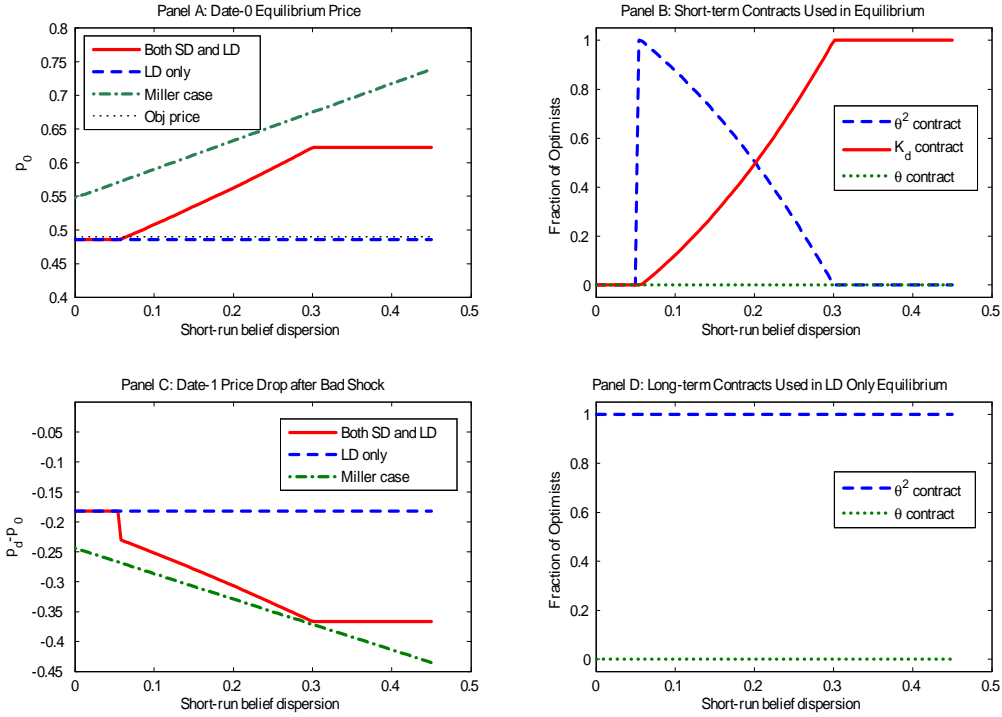 Panel A: Date-0 Equilibrium Price
0.8
0.75
0.7
0.65
0.6
0.55
0.5
0.45
0.4
p0
Both SD and LD
LD only
Miller case
Obj price
0 0.1 0.2 0.3 0.4 0.5
Short-run belief dispersion
Panel B: Short-term Contracts Used in Equilibrium
1
0.8
0.6
0.4
0.2
0
Fraction of Optimists
θ² contract
Kd contract
θ contract
0 0.1 0.2 0.3 0.4 0.5
Short-run belief dispersion
Panel C: Date-1 Price Drop after Bad Shock
-0.05
-0.1
-0.15
-0.2
-0.25
-0.3
-0.35
-0.4
-0.45
pd-p0
Both SD and LD
LD only
Miller case
0 0.1 0.2 0.3 0.4 0.5
Short-run belief dispersion
Panel D: Long-term Contracts Used in LD Only Equilibrium
1
0.8
0.6
0.4
0.2
0
Fraction of Optimists
θ² contract
θ contract
0 0.1 0.2 0.3 0.4 0.5
Short-run belief dispersion